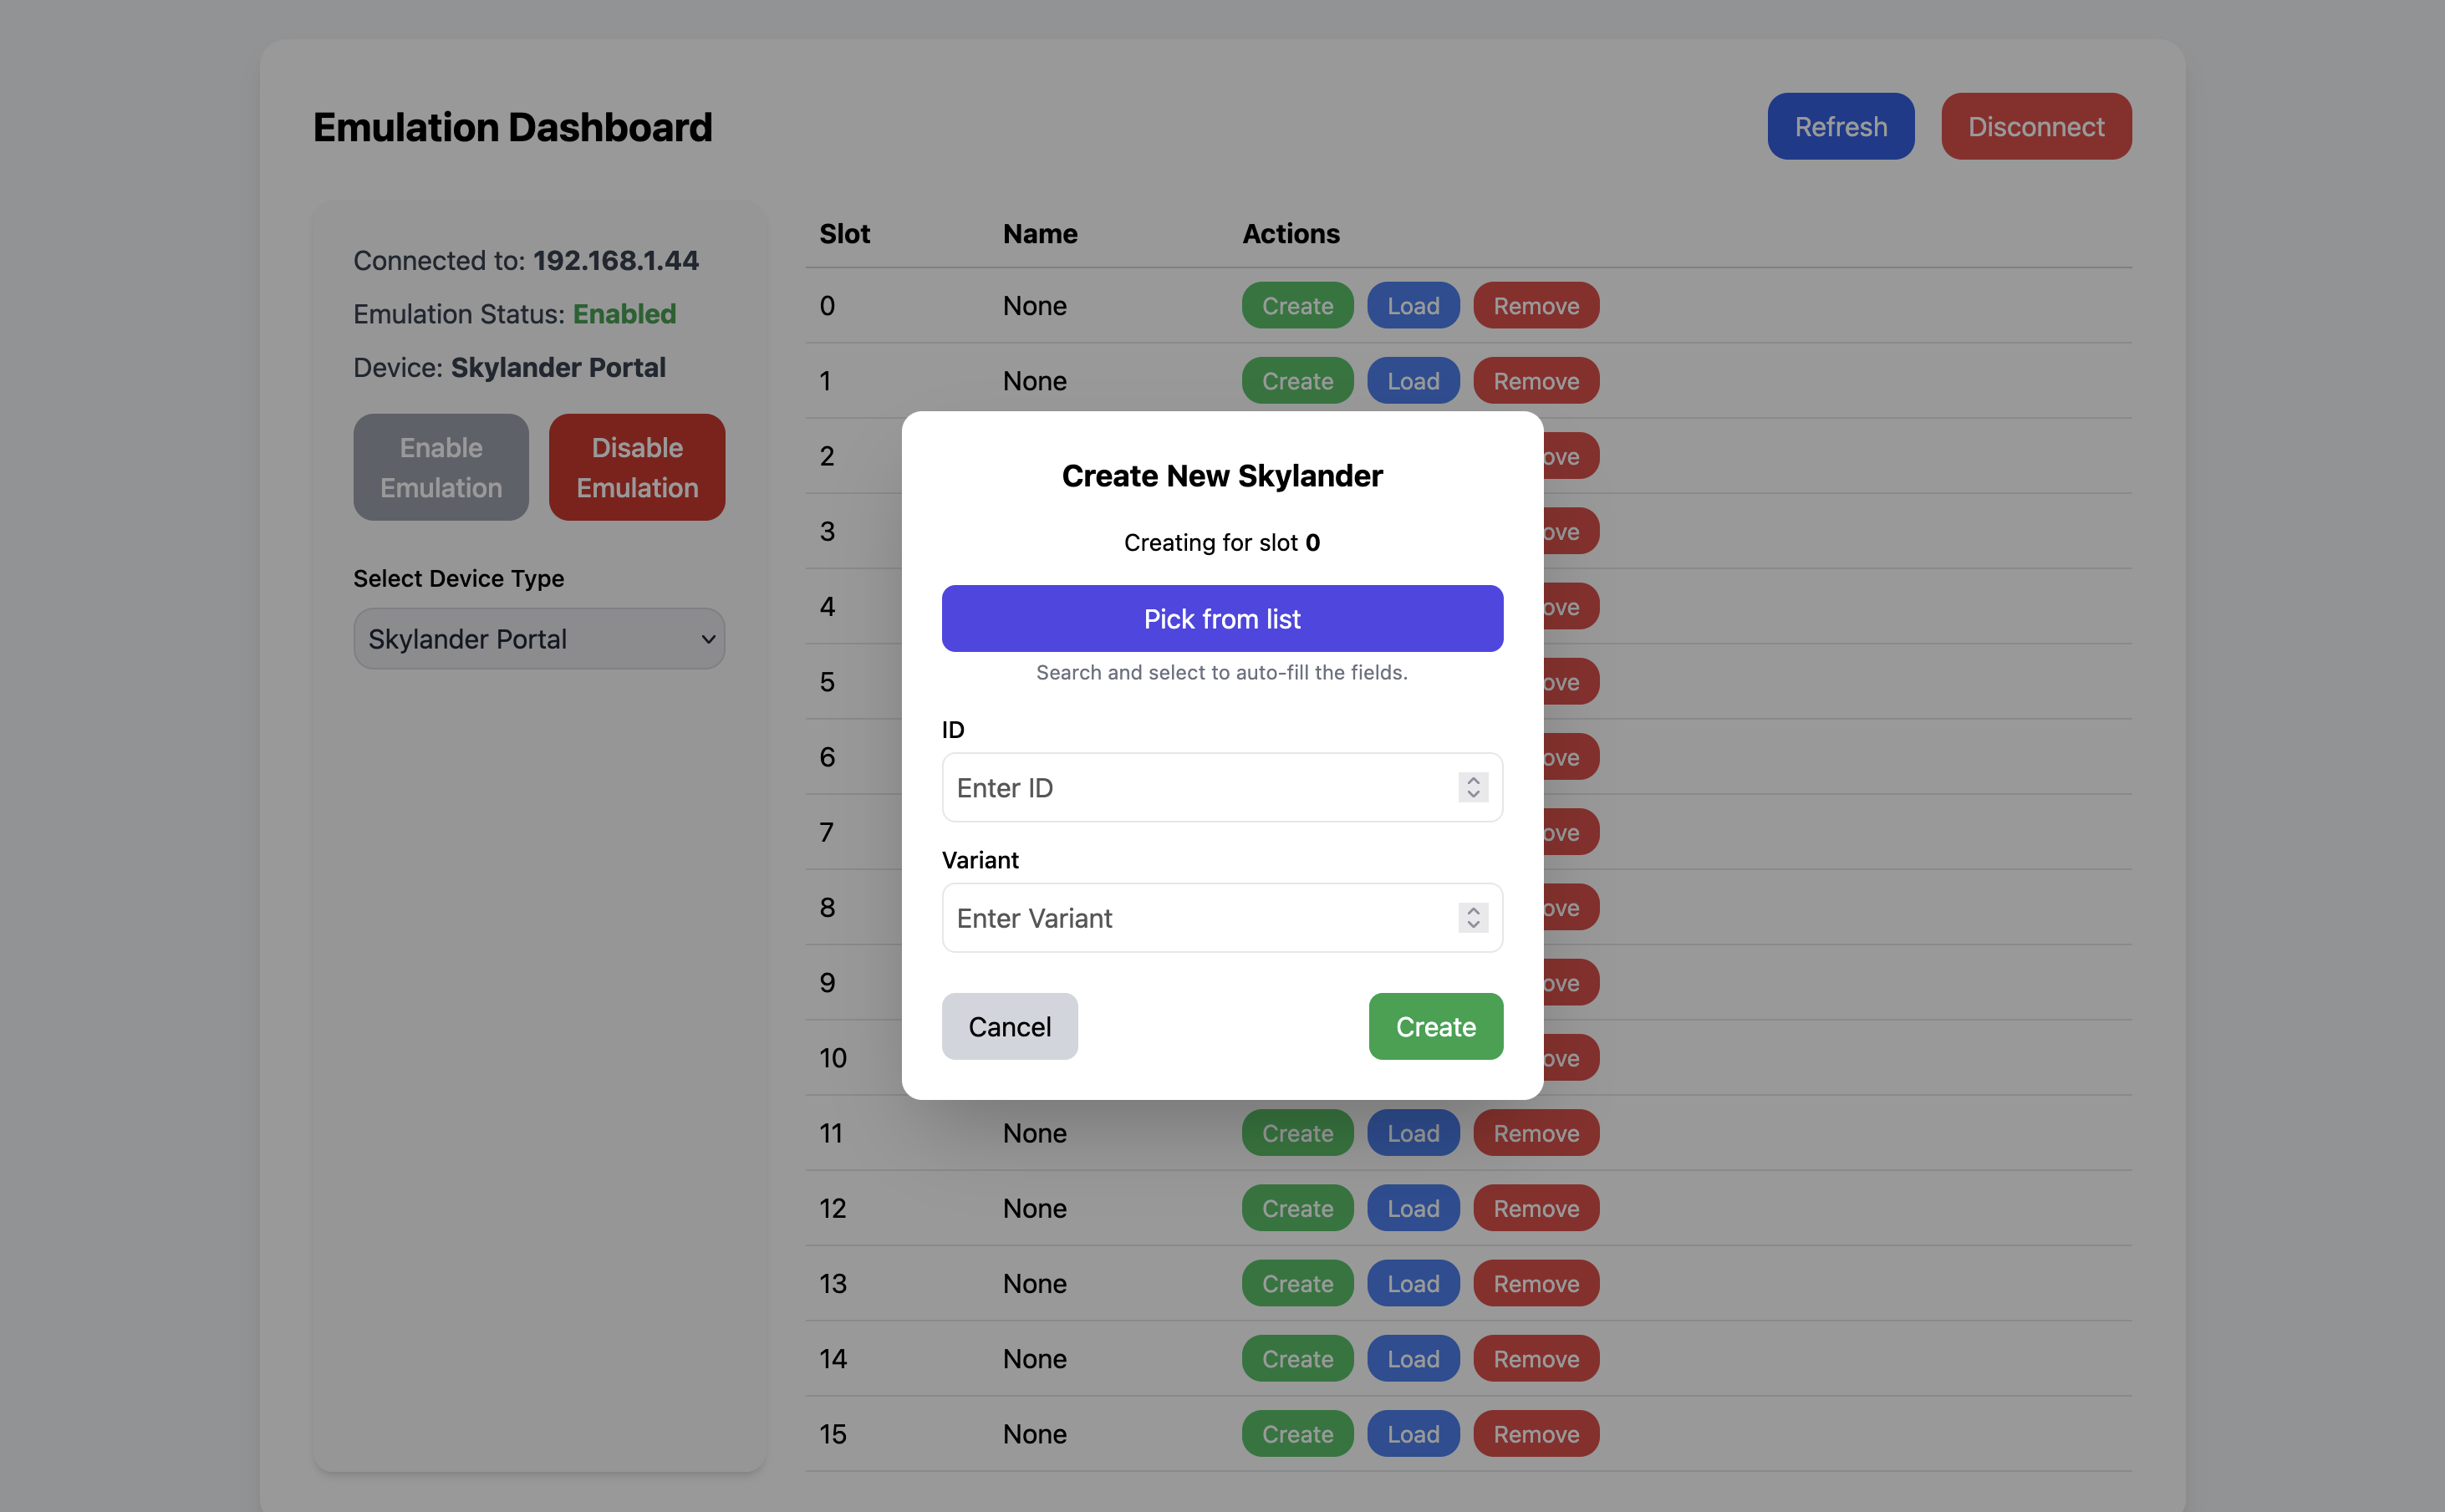 Emulation Dashboard
Refresh
Disconnect
Connected to: 192.168.1.44
Emulation Status: Enabled
Device: Skylander Portal
Enable
Emulation
Disable
Emulation
Select Device Type
Skylander Portal
Slot Name Actions
0 None Create Load Remove
1 None Create Load Remove
2 ove
3 ove
4 ove
5 ove
6 ove
7 ove
8 ove
9 ove
10 ove
11 None Create Load Remove
12 None Create Load Remove
13 None Create Load Remove
14 None Create Load Remove
15 None Create Load Remove
Create New Skylander
Creating for slot 0
Pick from list
Search and select to auto-fill the fields.
ID
Enter ID
Variant
Enter Variant
Cancel
Create